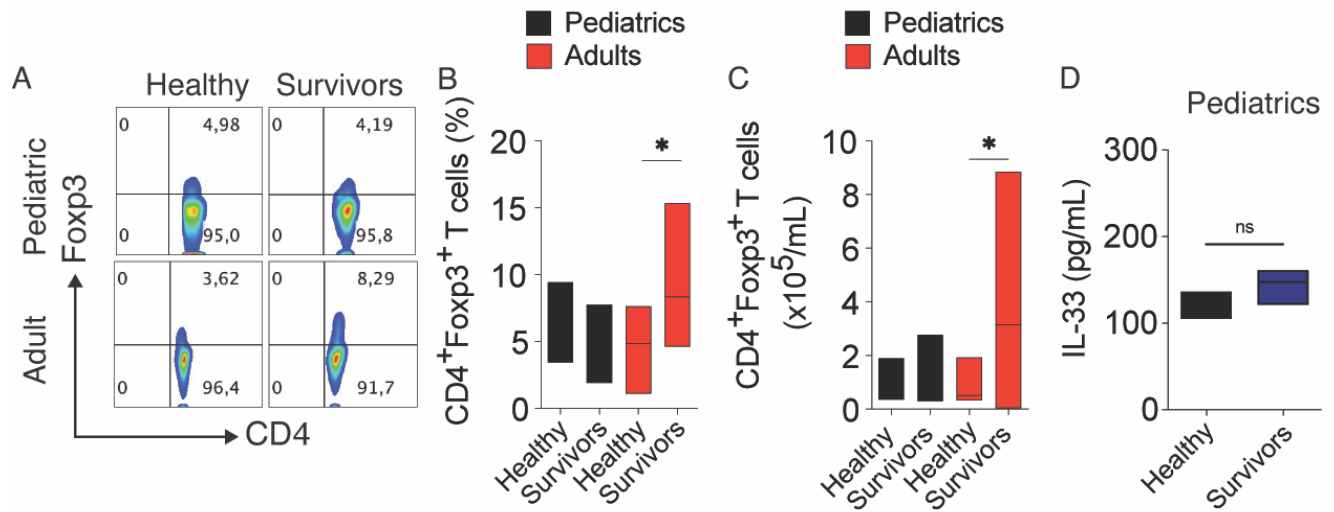 A
Healthy
Survivors
Pediatric
Adult
Foxp3
CD4
0
4,98
0
95,0
0
4,19
0
95,8
0
3,62
0
96,4
0
8,29
0
91,7
Pediatrics
Adults
B
CD4+Foxp3+ T cells (%)
20
15
10
5
0
*
Healthy
Survivors
Healthy
Survivors
Pediatrics
Adults
C
CD4+Foxp3+ T cells
(x10^5/mL)
10
8
6
4
2
0
*
Healthy
Survivors
Healthy
Survivors
D
Pediatrics
IL-33 (pg/mL)
300
200
100
0
ns
Healthy
Survivors